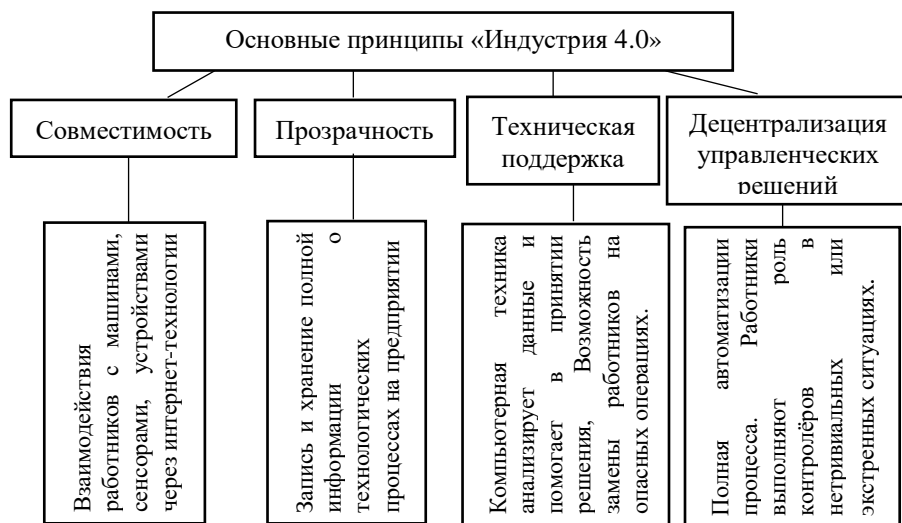 Основные принципы «Индустрия 4.0»
Совместимость
Прозрачность
Техническая
поддержка
Децентрализация
управленческих
решений
Взаимодействия
работников с машинами,
сенсорами, устройствами
через интернет-технологии
Запись и хранение полной
информации о
технологических
процессах на предприятии
Компьютерная техника
анализирует данные и
помогает в принятии
решения, Возможность
замены работников на
опасных операциях.
Полная автоматизации
процесса. Работники
выполняют роль
контролёров в
нетривиальных или
экстренных ситуациях.